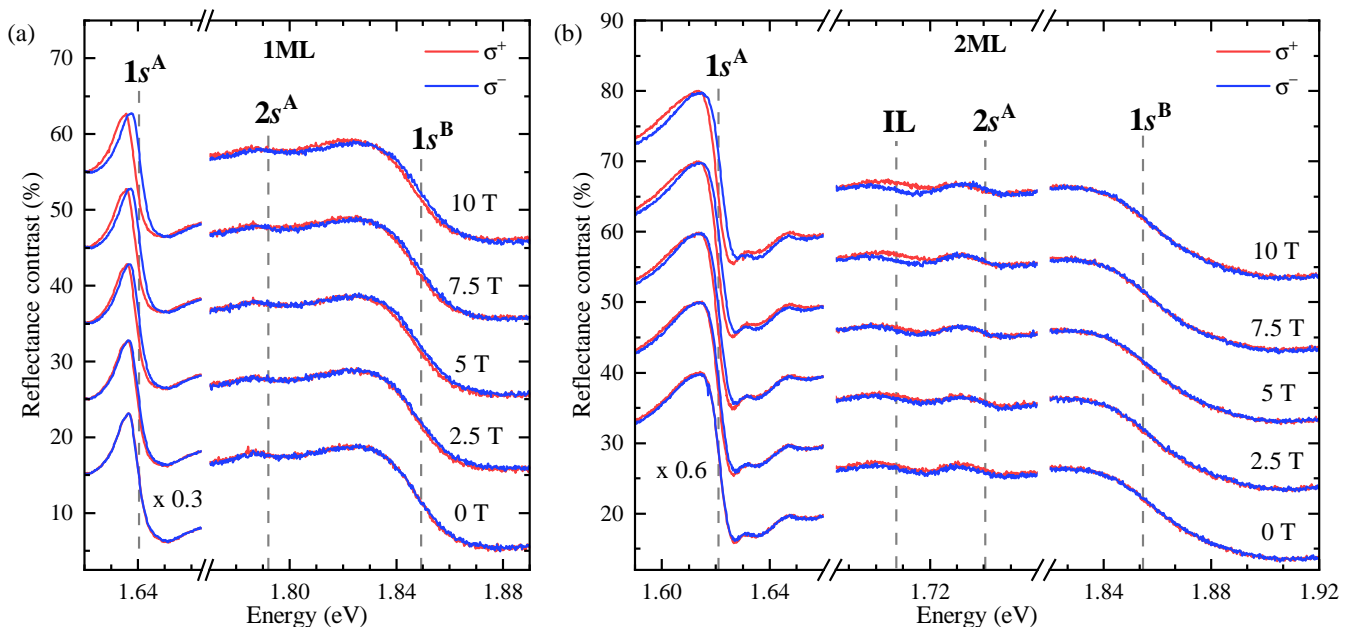 (a)
1ML
σ⁺
σ⁻
1sᴬ
2sᴬ
1sᴮ
10 T
7.5 T
5 T
2.5 T
0 T
x 0.3
70
60
50
40
30
20
10
Reflectance contrast (%)
1.64 1.80 1.84 1.88
Energy (eV)
(b)
2ML
σ⁺
σ⁻
1sᴬ
IL
2sᴬ
1sᴮ
10 T
7.5 T
5 T
2.5 T
0 T
x 0.6
90
80
70
60
50
40
30
20
Reflectance contrast (%)
1.60 1.64 1.72 1.84 1.88 1.92
Energy (eV)